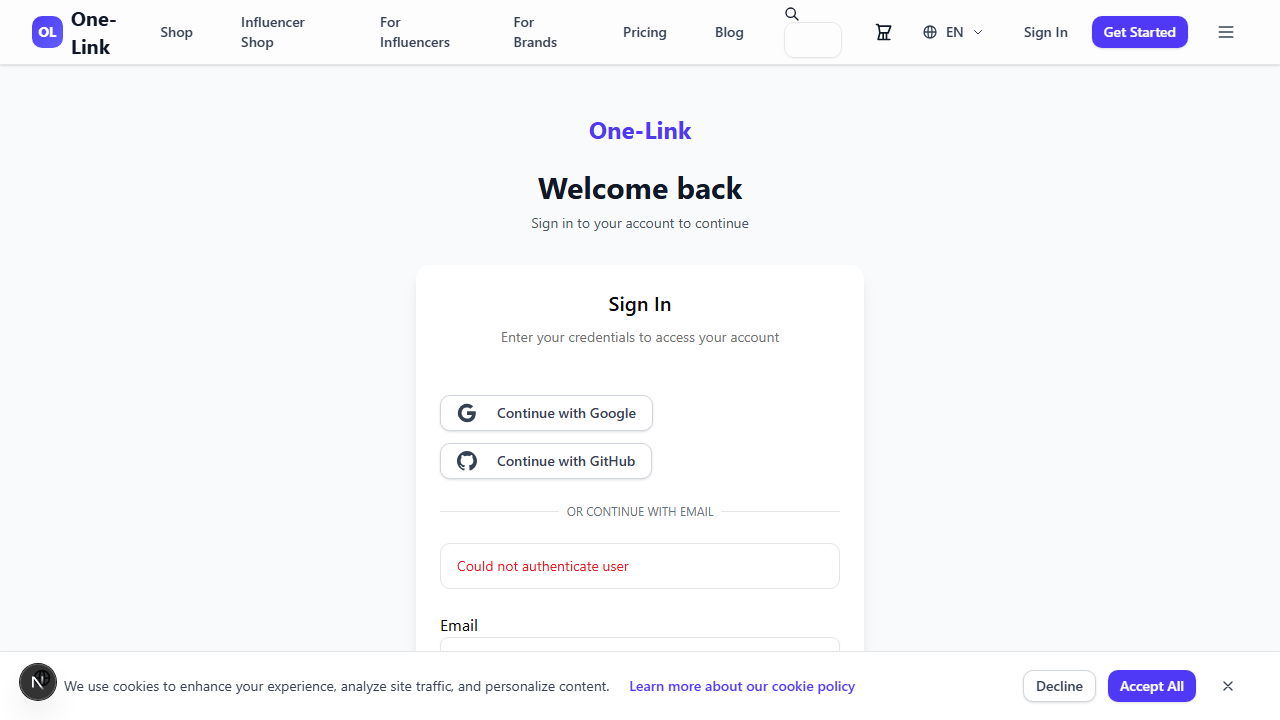 OL One-Link
Shop
Influencer Shop
For Influencers
For Brands
Pricing
Blog
EN
Sign In
Get Started
One-Link
Welcome back
Sign in to your account to continue
Sign In
Enter your credentials to access your account
Continue with Google
Continue with GitHub
OR CONTINUE WITH EMAIL
Could not authenticate user
Email
N
We use cookies to enhance your experience, analyze site traffic, and personalize content. Learn more about our cookie policy
Decline
Accept All